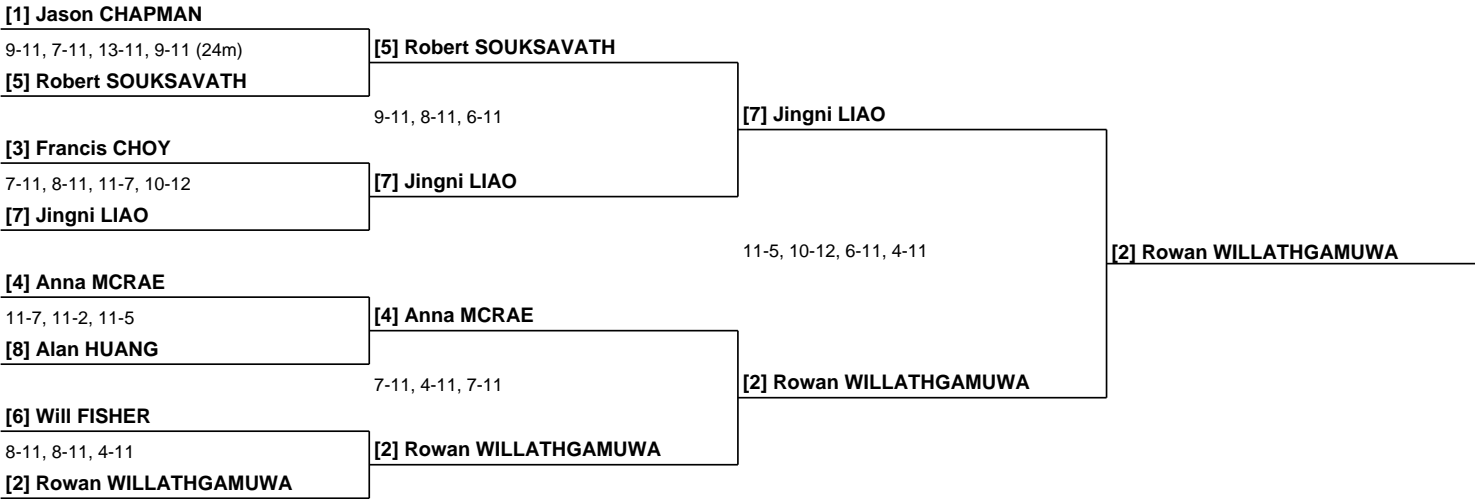 [1] Jason CHAPMAN
9-11, 7-11, 13-11, 9-11 (24m)
[5] Robert SOUKSAVATH
[5] Robert SOUKSAVATH
9-11, 8-11, 6-11
[7] Jingni LIAO
[3] Francis CHOY
7-11, 8-11, 11-7, 10-12
[7] Jingni LIAO
[7] Jingni LIAO
11-5, 10-12, 6-11, 4-11
[2] Rowan WILLATHGAMUWA
[4] Anna MCRAE
11-7, 11-2, 11-5
[4] Anna MCRAE
[8] Alan HUANG
7-11, 4-11, 7-11
[2] Rowan WILLATHGAMUWA
[6] Will FISHER
8-11, 8-11, 4-11
[2] Rowan WILLATHGAMUWA
[2] Rowan WILLATHGAMUWA